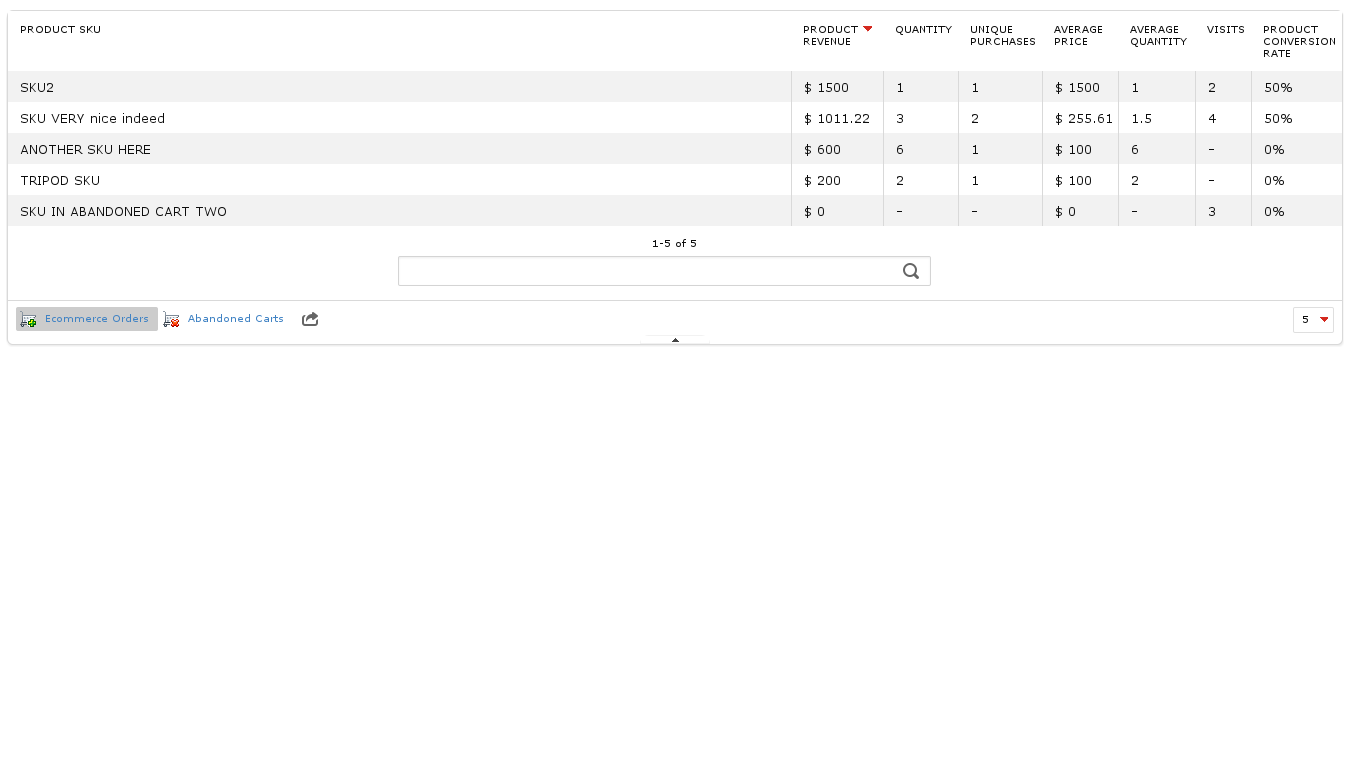 PRODUCT SKU PRODUCT REVENUE QUANTITY UNIQUE PURCHASES AVERAGE PRICE AVERAGE QUANTITY VISITS PRODUCT CONVERSION RATE
SKU2 $ 1500 1 1 $ 1500 1 2 50%
SKU VERY nice indeed $ 1011.22 3 2 $ 255.61 1.5 4 50%
ANOTHER SKU HERE $ 600 6 1 $ 100 6 - 0%
TRIPOD SKU $ 200 2 1 $ 100 2 - 0%
SKU IN ABANDONED CART TWO $ 0 - - $ 0 - 3 0%
1-5 of 5
Ecommerce Orders Abandoned Carts 5